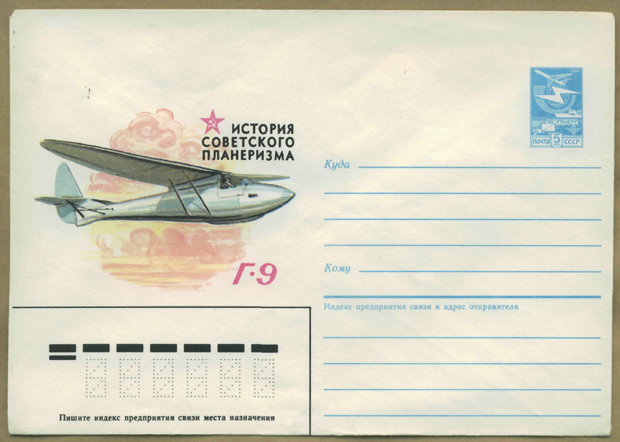 ИСТОРИЯ
СОВЕТСКОГО
ПЛАНЕРИЗМА
Г·9
ПОЧТА 5 СССР
Куда
Кому
Индекс предприятия связи и адрес отправителя
Пишите индекс предприятия связи места назначения